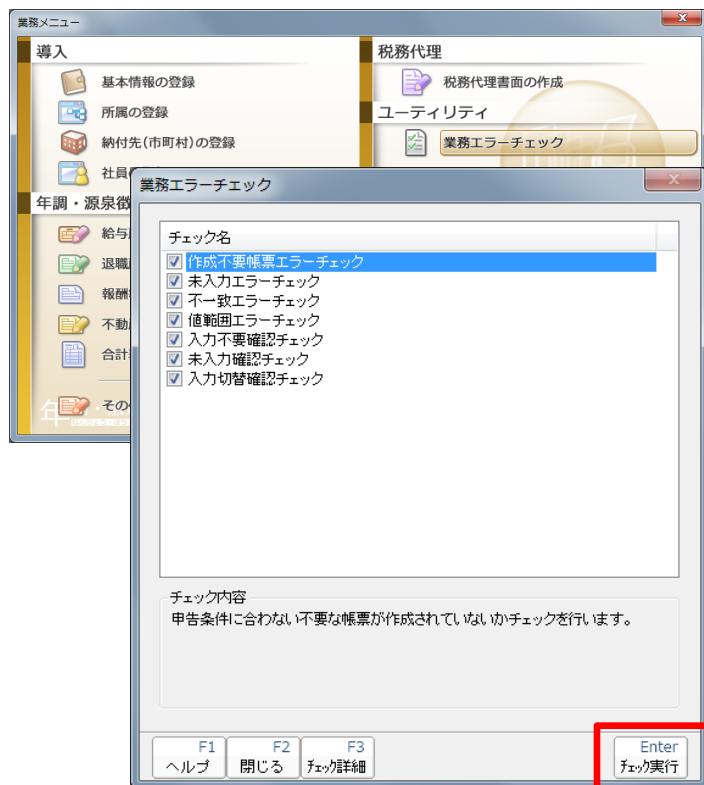 業務メニュー
導入
基本情報の登録
所属の登録
納付先(市町村)の登録
社員
年調・源泉徴
給与
退職
報酬
不動
合計
その
税務代理
税務代理書面の作成
ユーティリティ
業務エラーチェック
業務エラーチェック
チェック名
作成不要帳票エラーチェック
未入力エラーチェック
不一致エラーチェック
値範囲エラーチェック
入力不要確認チェック
未入力確認チェック
入力切替確認チェック
チェック内容
申告条件に合わない不要な帳票が作成されていないかチェックを行います。
F1
ヘルプ
F2
閉じる
F3
チェック詳細
Enter
チェック実行